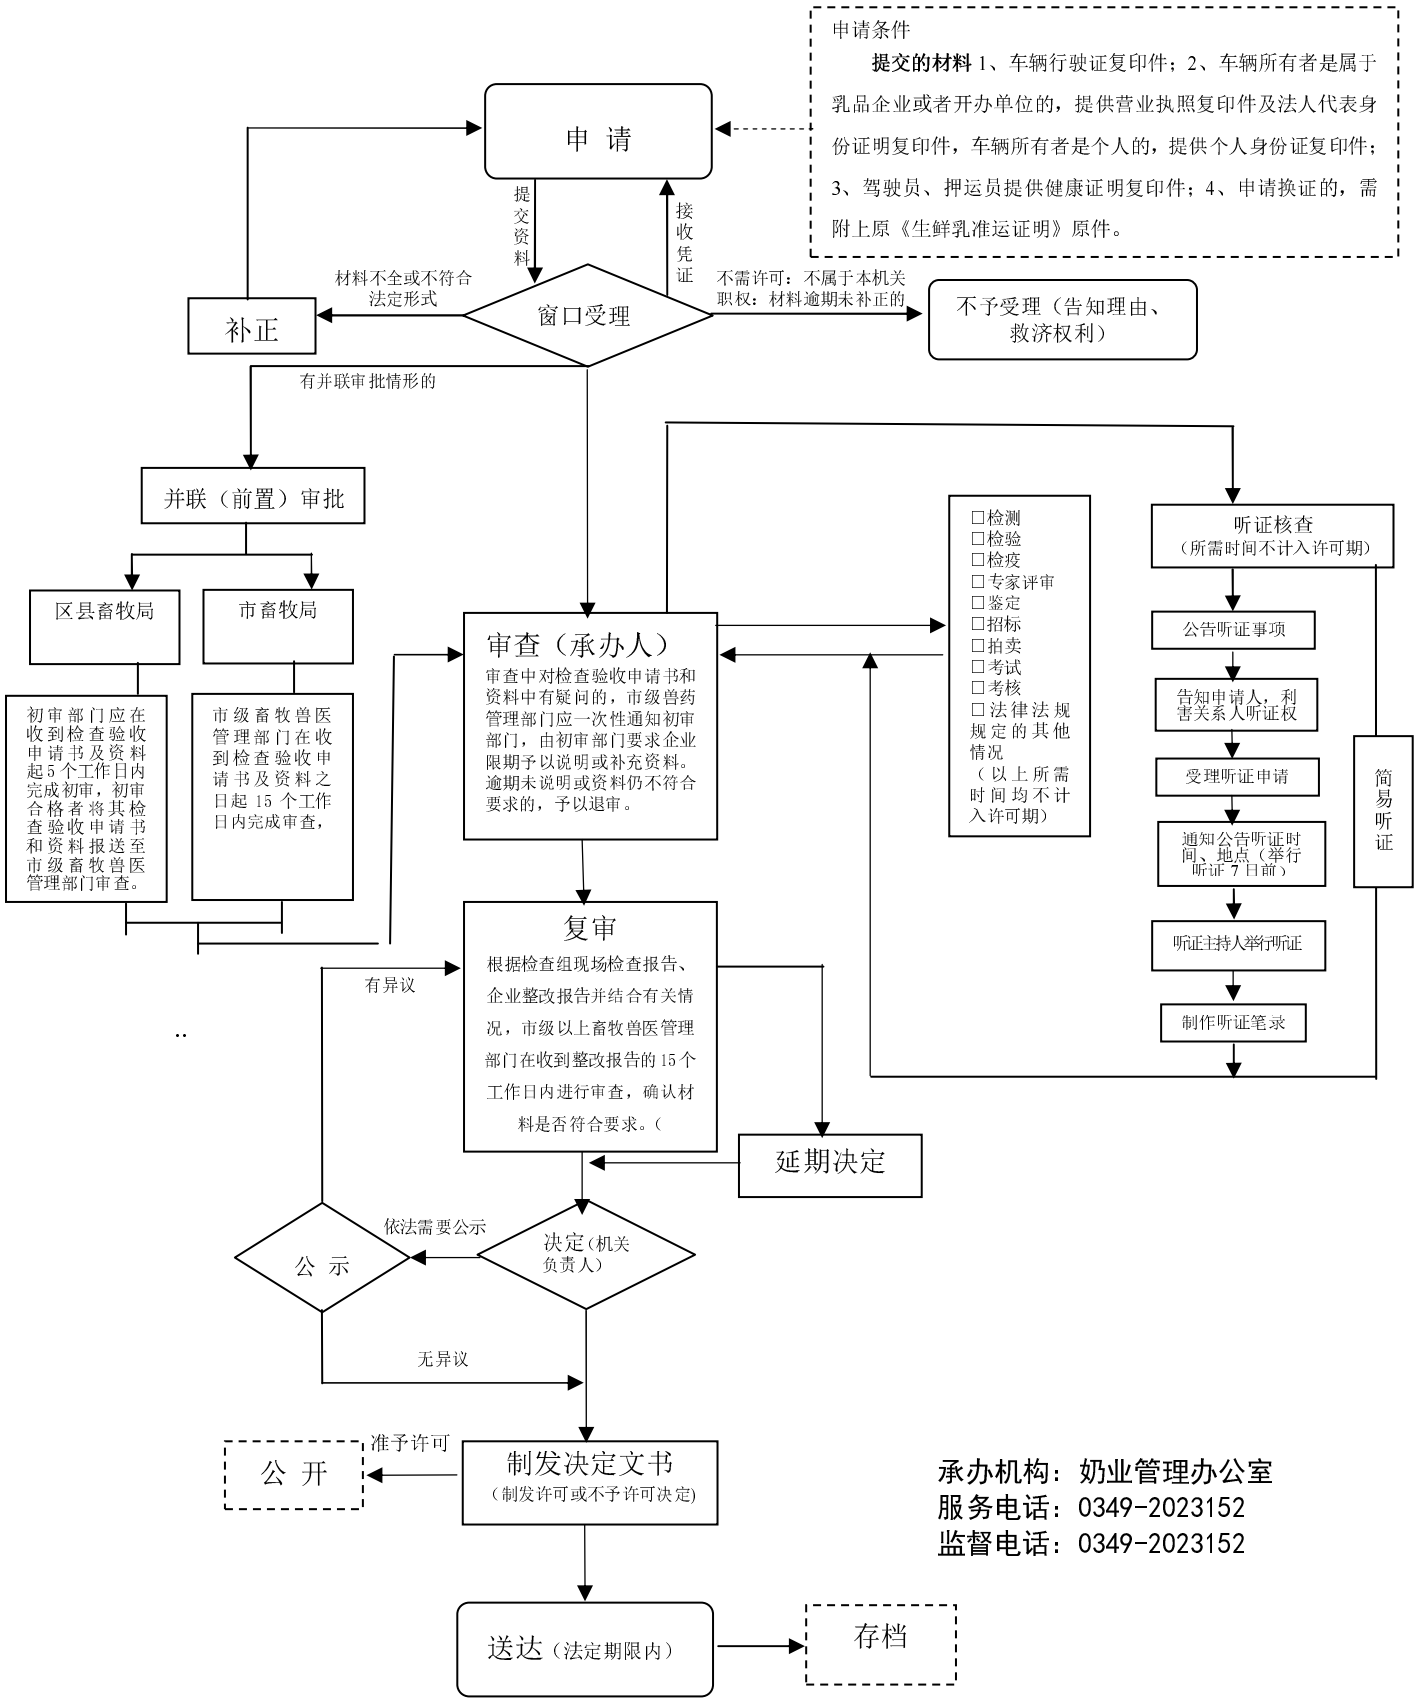 申请条件
提交的材料 1、车辆行驶证复印件；2、车辆所有者是属于
乳品企业或者开办单位的，提供营业执照复印件及法人代表身
份证明复印件，车辆所有者是个人的，提供个人身份证复印件；
3、驾驶员、押运员提供健康证明复印件；4、申请换证的，需
附上原《生鲜乳准运证明》原件。
申 请
提交资料
接收凭证
材料不全或不符合
法定形式
不需许可：不属于本机关
职权：材料逾期未补正的
补正
窗口受理
不予受理（告知理由、
救济权利）
有并联审批情形的
并联（前置）审批
区县畜牧局
市畜牧局
初审部门应在
收到检查验收
申请书及资料
起5个工作日内
完成初审，初审
合格者将其检
查验收申请书
和资料报送至
市级畜牧兽医
管理部门审查。
市级畜牧兽医
管理部门在收
到检查验收申
请书及资料之
日起 15 个工作
日内完成审查，
审查（承办人）
审查中对检查验收申请书和
资料中有疑问的，市级兽药
管理部门应一次性通知初审
部门，由初审部门要求企业
限期予以说明或补充资料。
逾期未说明或资料仍不符合
要求的，予以退审。
□检测
□检验
□检疫
□专家评审
□鉴定
□招标
□拍卖
□考试
□考核
□法律法规
规定的其他
情况
（以上所需
时间均不计
入许可期）
听证核查
（所需时间不计入许可期）
公告听证事项
告知申请人，利
害关系人听证权
受理听证申请
通知公告听证时
间、地点（举行
听证 7 日前）
听证主持人举行听证
制作听证笔录
简易听证
复审
根据检查组现场检查报告、
企业整改报告并结合有关情
况，市级以上畜牧兽医管理
部门在收到整改报告的15个
工作日内进行审查，确认材
料是否符合要求。（
有异议
..
延期决定
依法需要公示
公 示
决定（机关
负责人）
无异议
准予许可
公 开
制发决定文书
（制发许可或不予许可决定)
承办机构：奶业管理办公室
服务电话：0349-2023152
监督电话：0349-2023152
送达（法定期限内）
存档